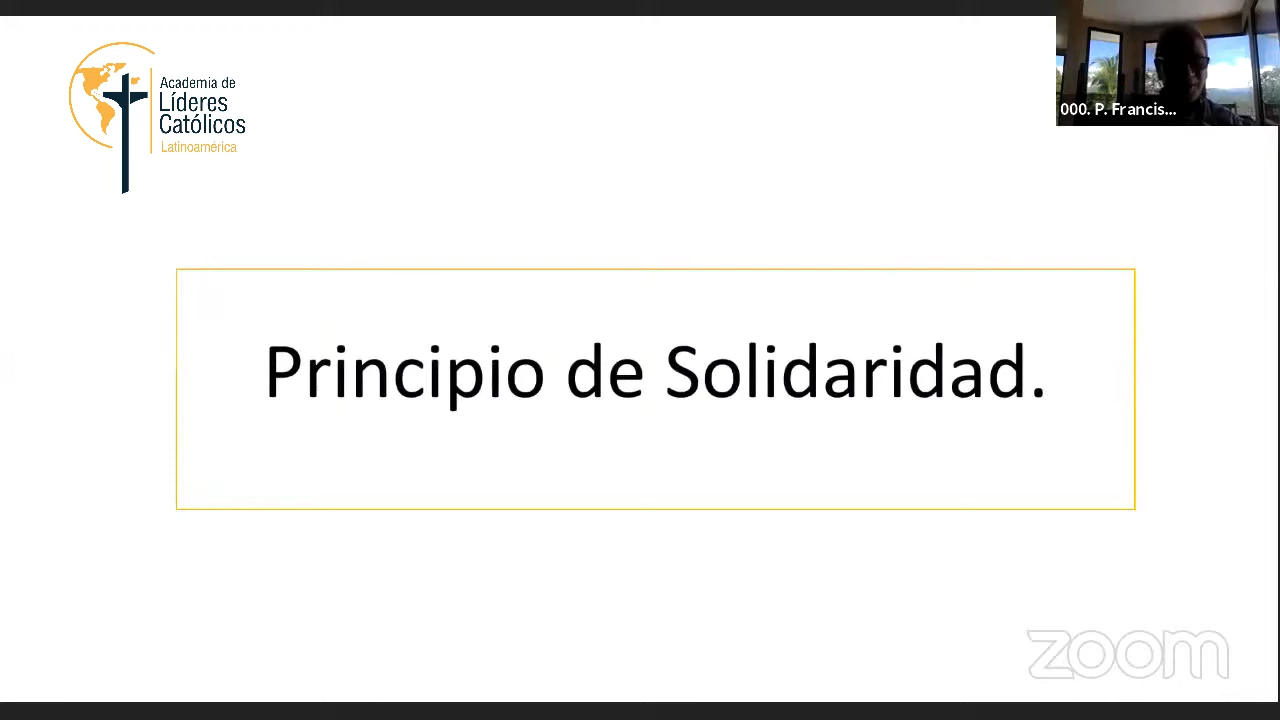 Academia de
Líderes
Católicos
Latinoamérica
000. P. Francis...
Principio de Solidaridad.
zoom